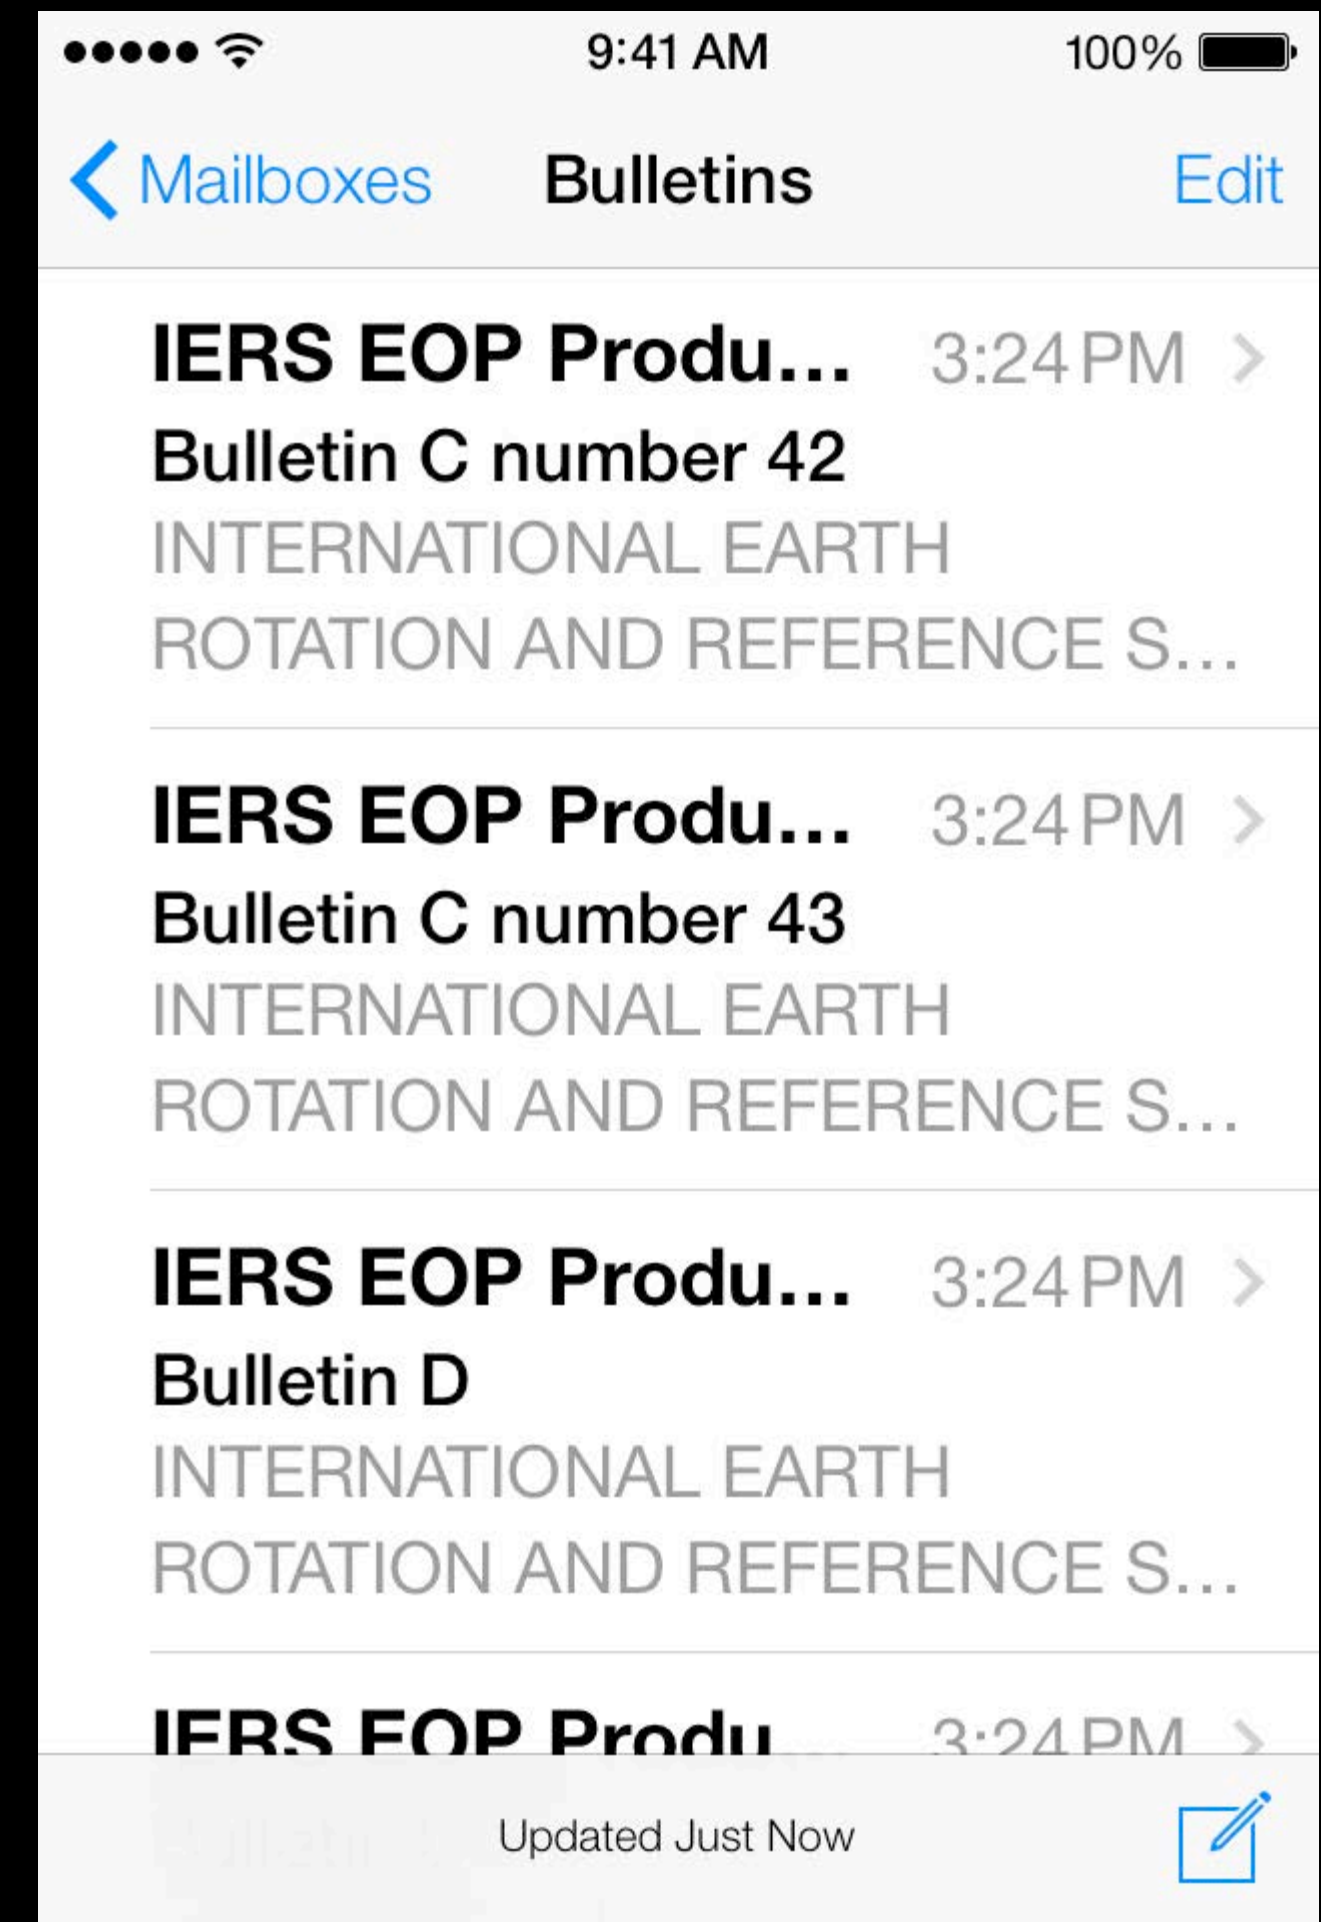 9:41 AM 100%
Mailboxes Bulletins Edit
IERS EOP Produ... 3:24 PM
Bulletin C number 42
INTERNATIONAL EARTH
ROTATION AND REFERENCE S...
IERS EOP Produ... 3:24 PM
Bulletin C number 43
INTERNATIONAL EARTH
ROTATION AND REFERENCE S...
IERS EOP Produ... 3:24 PM
Bulletin D
INTERNATIONAL EARTH
ROTATION AND REFERENCE S...
IERS EOP Produ... 3:24 PM
Updated Just Now